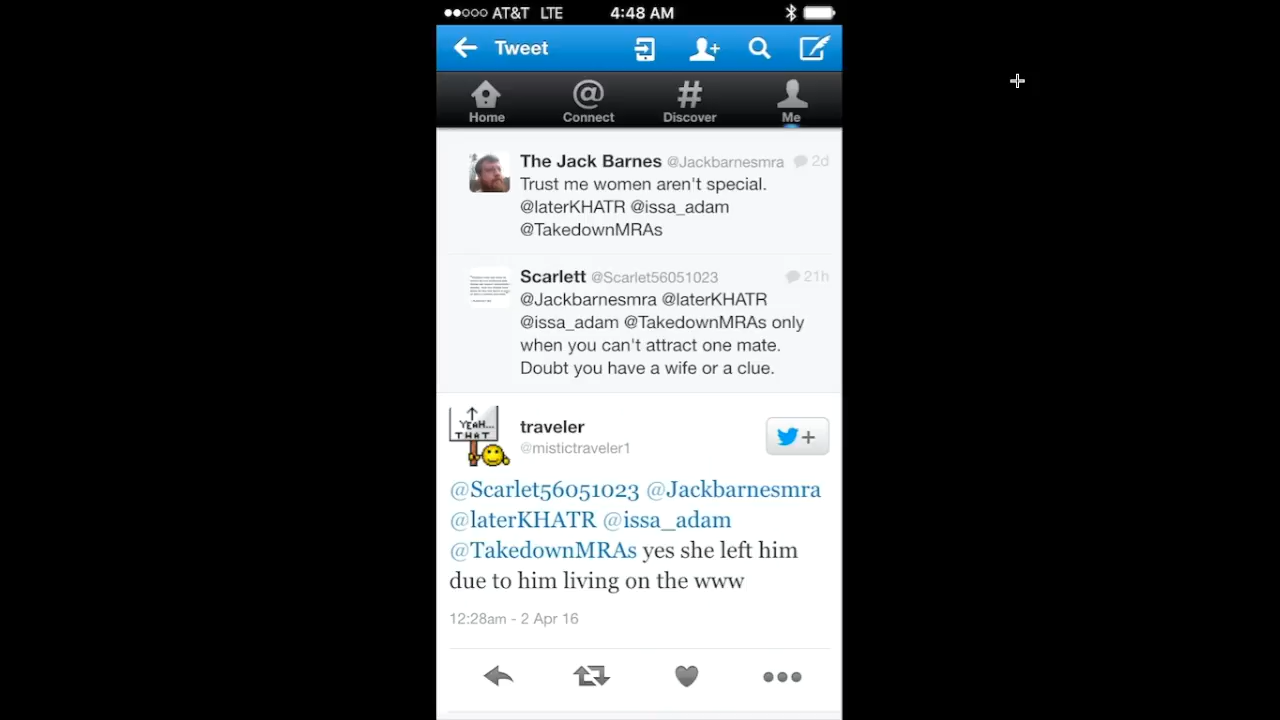 AT&T LTE 4:48 AM
Tweet
Home Connect Discover Me
The Jack Barnes @Jackbarnesmra 2d
Trust me women aren't special.
@laterKHATR @issa_adam
@TakedownMRAs
Scarlett @Scarlet56051023 21h
@Jackbarnesmra @laterKHATR
@issa_adam @TakedownMRAs only
when you can't attract one mate.
Doubt you have a wife or a clue.
YEAH...
THAT
traveler
@mistictraveler1
@Scarlet56051023 @Jackbarnesmra
@laterKHATR @issa_adam
@TakedownMRAs yes she left him
due to him living on the www
12:28am - 2 Apr 16